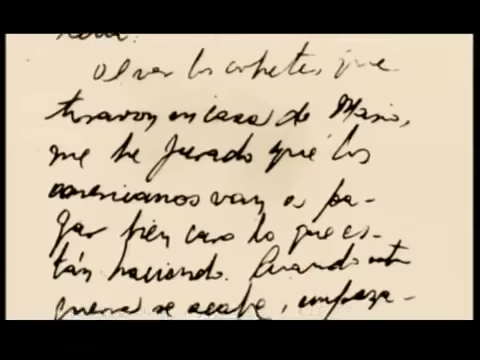 Al ver los cohetes que
tiraron en casa de Mario,
me he jurado que los
americanos van a pa-
gar bien caro lo que es-
tán haciendo. Cuando esta
guerra se acabe, empeza-